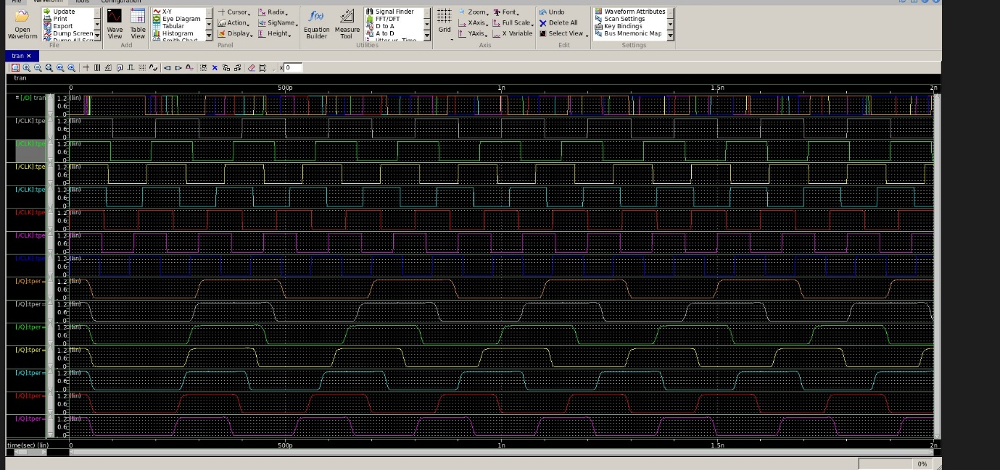 File Waveform Tools Configuration
Open Waveform
Update
Print
Export
Dump Screen
Dump All Scre
File
Wave View
Table View
Add
X-Y
Eye Diagram
Tabular
Histogram
Smith Chart
Cursor
Action
Display
Radix
SigName
Height
Panel
Equation Builder
Measure Tool
Signal Finder
FFT/DFT
D to A
A to D
Jitter vs. Time
Utilities
Grid
Zoom
XAxis
YAxis
Font
Full Scale
X Variable
Axis
Undo
Delete All
Select View
Edit
Waveform Attributes
Scan Settings
Key Bindings
Bus Mnemonic Map
Settings
tran ×
x 0
tran
0 500p 1n 1.5n 2n
[/D] tran 1.2 (lin) 0.6 0
[/CLK]:tpe 1.2 (lin) 0.6 0
[/CLK]:tpe 1.2 (lin) 0.6 0
[/CLK]:tpe 1.2 (lin) 0.6 0
[/CLK]:tpe 1.2 (lin) 0.6 0
[/CLK]:tpe 1.2 (lin) 0.6 0
[/CLK]:tpe 1.2 (lin) 0.6 0
[/CLK]:tpe 1.2 (lin) 0.6 0
[/Q]:tper= 1.2 (lin) 0.6 0
[/Q]:tper= 1.2 (lin) 0.6 0
[/Q]:tper= 1.2 (lin) 0.6 0
[/Q]:tper= 1.2 (lin) 0.6 0
[/Q]:tper= 1.2 (lin) 0.6 0
[/Q]:tper= 1.2 (lin) 0.6 0
[/Q]:tper= 1.2 (lin) 0.6 0
time(sec) (lin) 0 500p 1n 1.5n 2n
0%